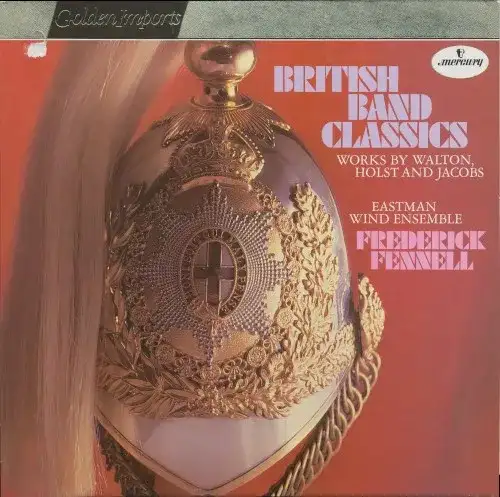 Golden Imports
mercury
BRITISH
BAND
CLASSICS
WORKS BY WALTON,
HOLST AND JACOBS
EASTMAN
WIND ENSEMBLE
FREDERICK
FENNELL